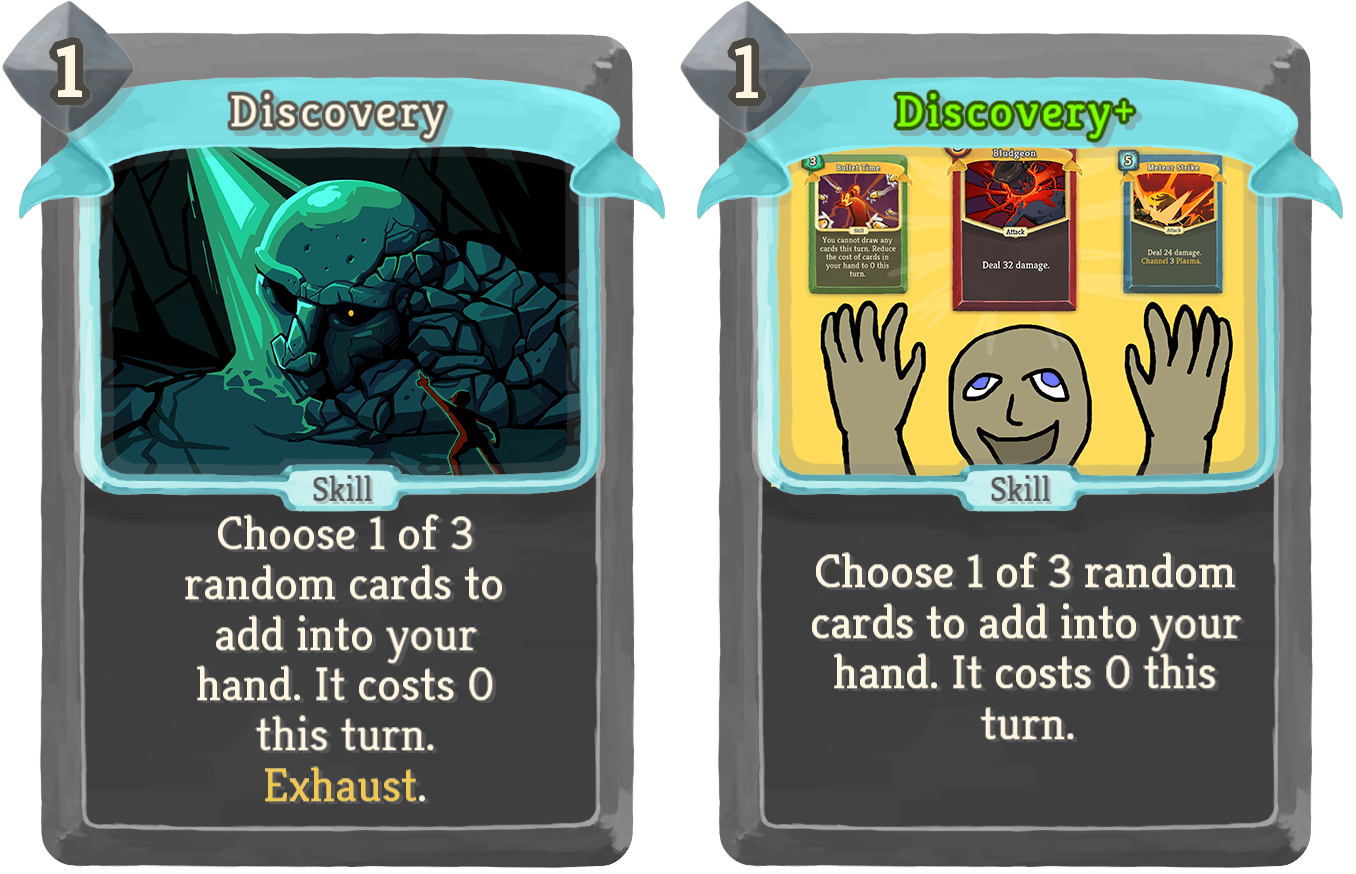 1
Discovery
Skill
Choose 1 of 3
random cards to
add into your
hand. It costs 0
this turn.
Exhaust.
1
Discovery+
3
Bullet Time
Skill
You cannot draw any
cards this turn. Reduce
the cost of cards in
your hand to 0 this
turn.
Bludgeon
Attack
Deal 32 damage.
5
Meteor Strike
Attack
Deal 24 damage.
Channel 3 Plasma.
Skill
Choose 1 of 3 random
cards to add into your
hand. It costs 0 this
turn.